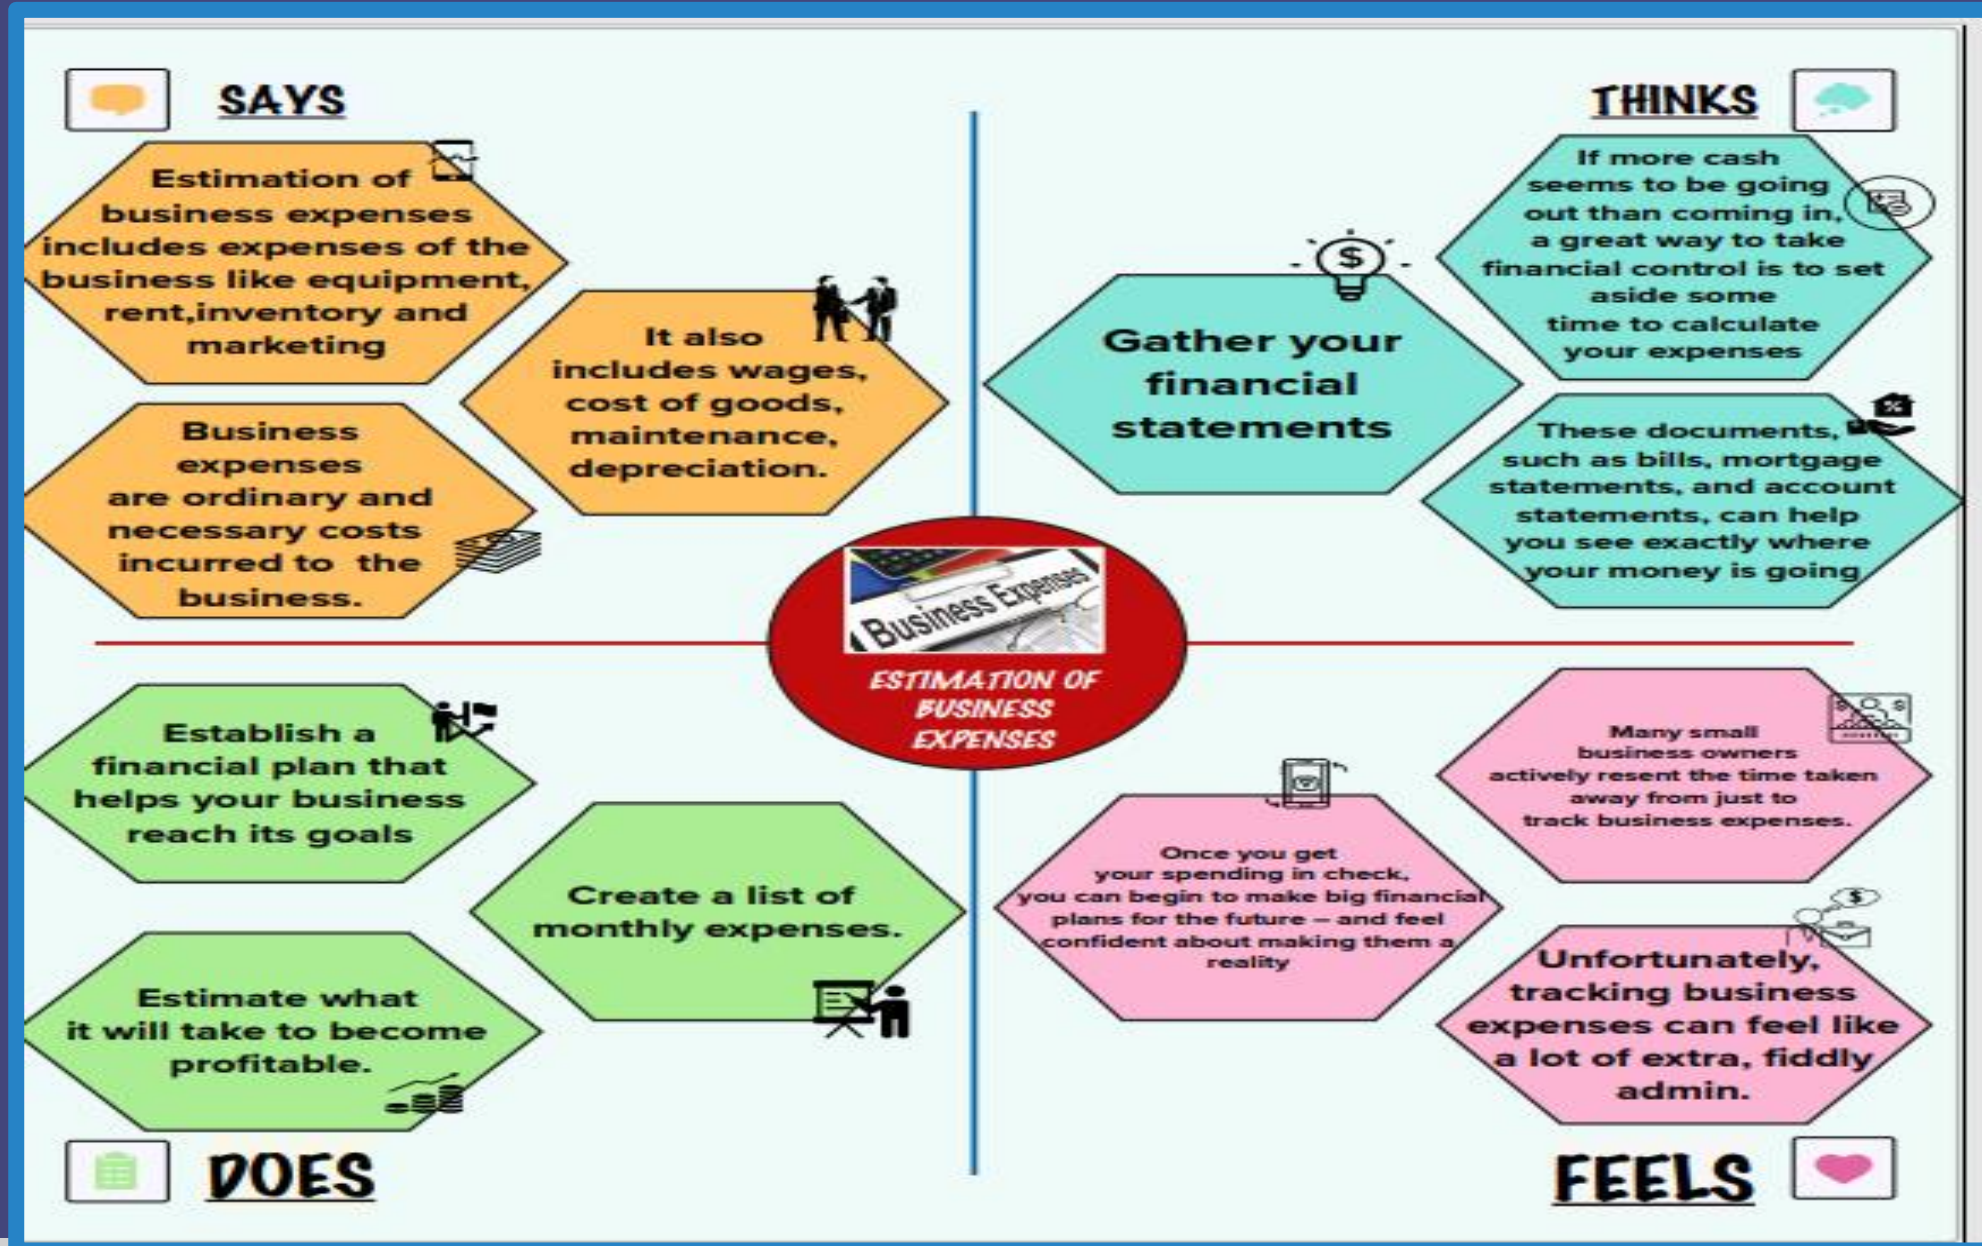 SAYS
Estimation of
business expenses
includes expenses of the
business like equipment,
rent,inventory and
marketing
It also
includes wages,
cost of goods,
maintenance,
depreciation.
Business
expenses
are ordinary and
necessary costs
incurred to the
business.
THINKS
If more cash
seems to be going
out than coming in,
a great way to take
financial control is to set
aside some
time to calculate
your expenses
$
Gather your
financial
statements
%
These documents,
such as bills, mortgage
statements, and account
statements, can help
you see exactly where
your money is going
Business Expenses
ESTIMATION OF
BUSINESS
EXPENSES
Establish a
financial plan that
helps your business
reach its goals
Create a list of
monthly expenses.
Estimate what
it will take to become
profitable.
DOES
Many small
business owners
actively resent the time taken
away from just to
track business expenses.
Once you get
your spending in check,
you can begin to make big financial
plans for the future – and feel
confident about making them a
reality
$
Unfortunately,
tracking business
expenses can feel like
a lot of extra, fiddly
admin.
FEELS